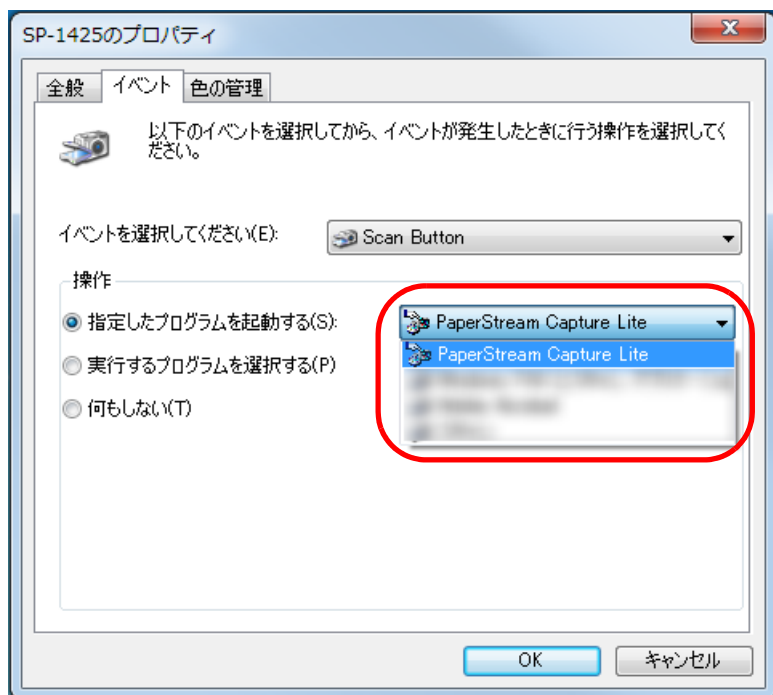 SP-1425のプロパティ
全般 イベント 色の管理
以下のイベントを選択してから、イベントが発生したときに行う操作を選択してく
ださい。
イベントを選択してください(E): Scan Button
操作
指定したプログラムを起動する(S): PaperStream Capture Lite
PaperStream Capture Lite
実行するプログラムを選択する(P)
何もしない(T)
OK キャンセル